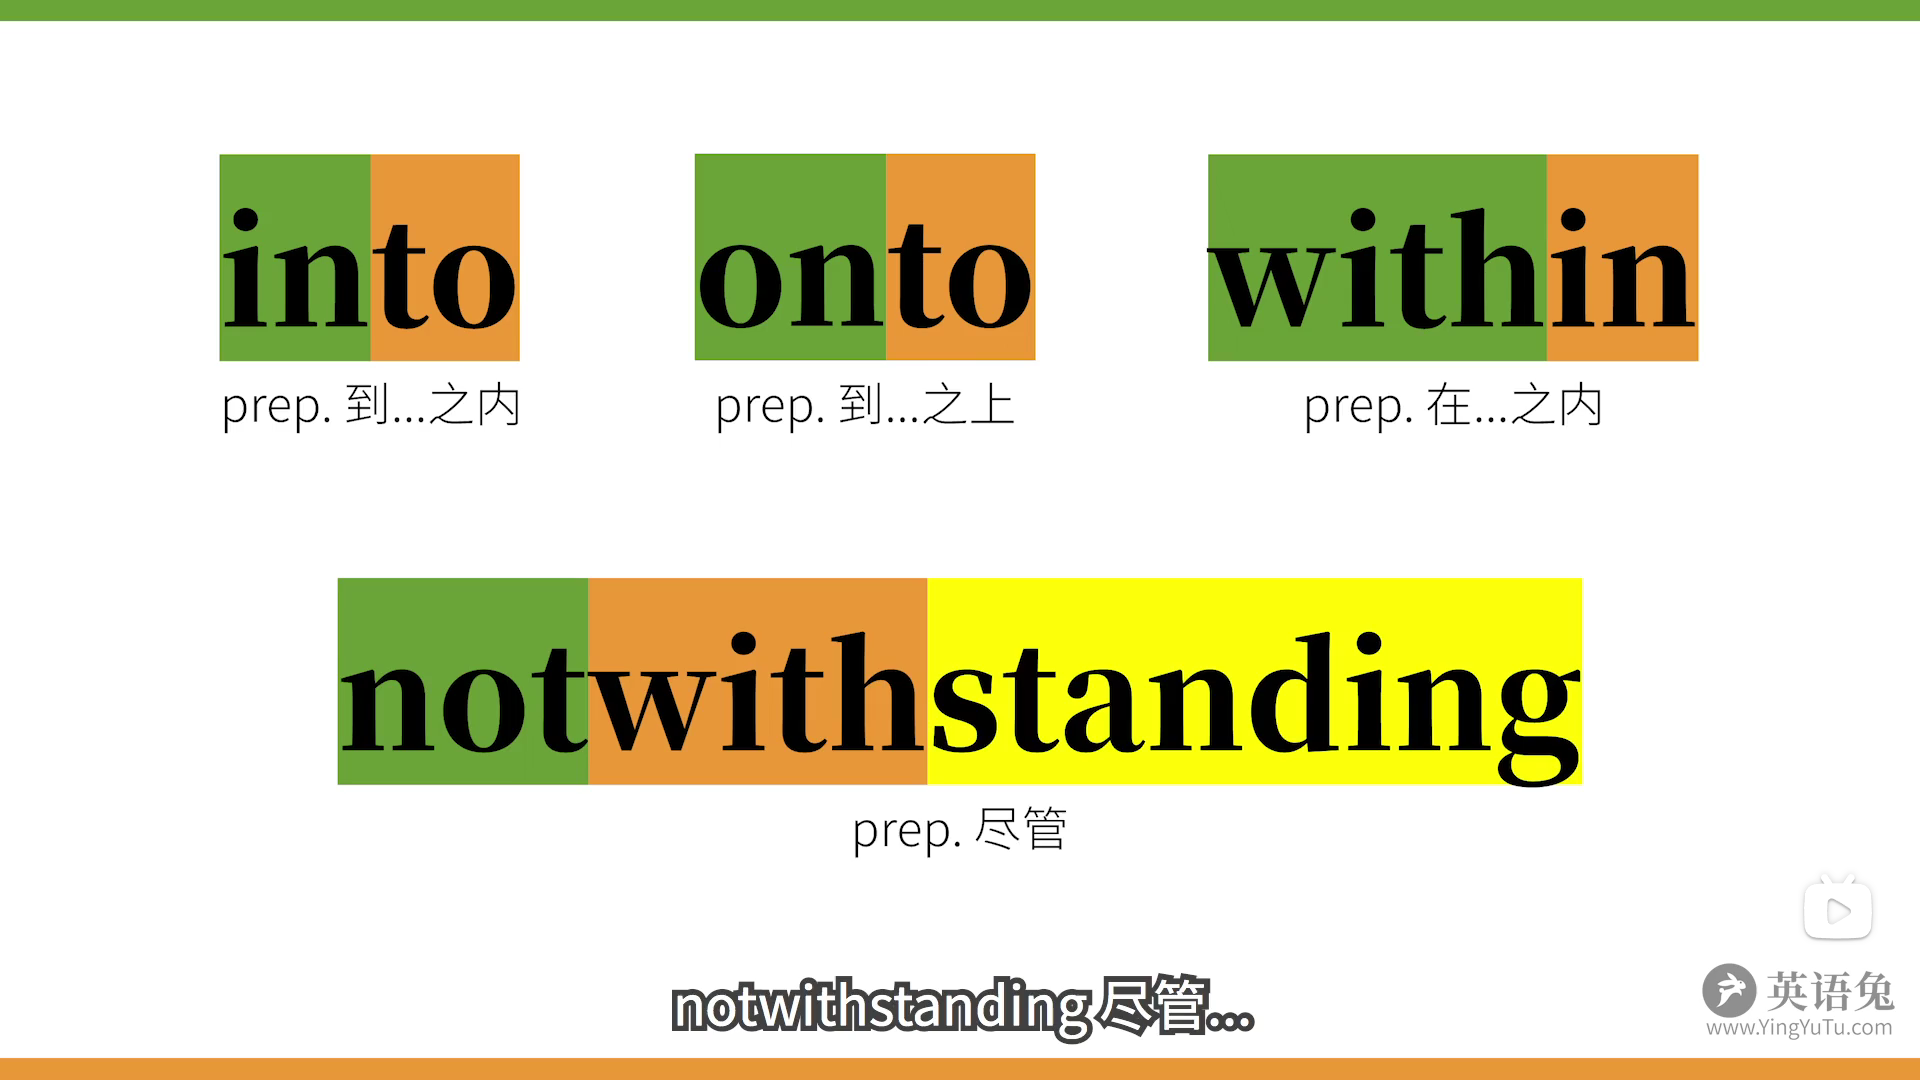 into
onto
within
prep. 到...之内
prep. 到...之上
prep. 在...之内
notwithstanding
prep. 尽管
notwithstanding 尽管...
英语兔
www.YingYuTu.com